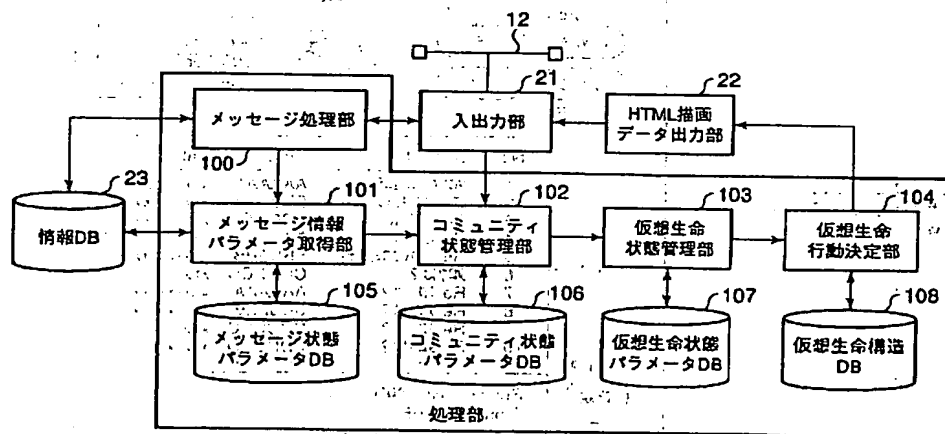 12
21
22
メッセージ処理部
入出力部
HTML描画
データ出力部
100
23
情報DB
101
メッセージ情報
パラメータ取得部
102
コミュニティ
状態管理部
103
仮想生命
状態管理部
104
仮想生命
行動決定部
105
メッセージ状態
パラメータDB
106
コミュニティ状態
パラメータDB
107
仮想生命状態
パラメータDB
108
仮想生命構造
DB
処理部